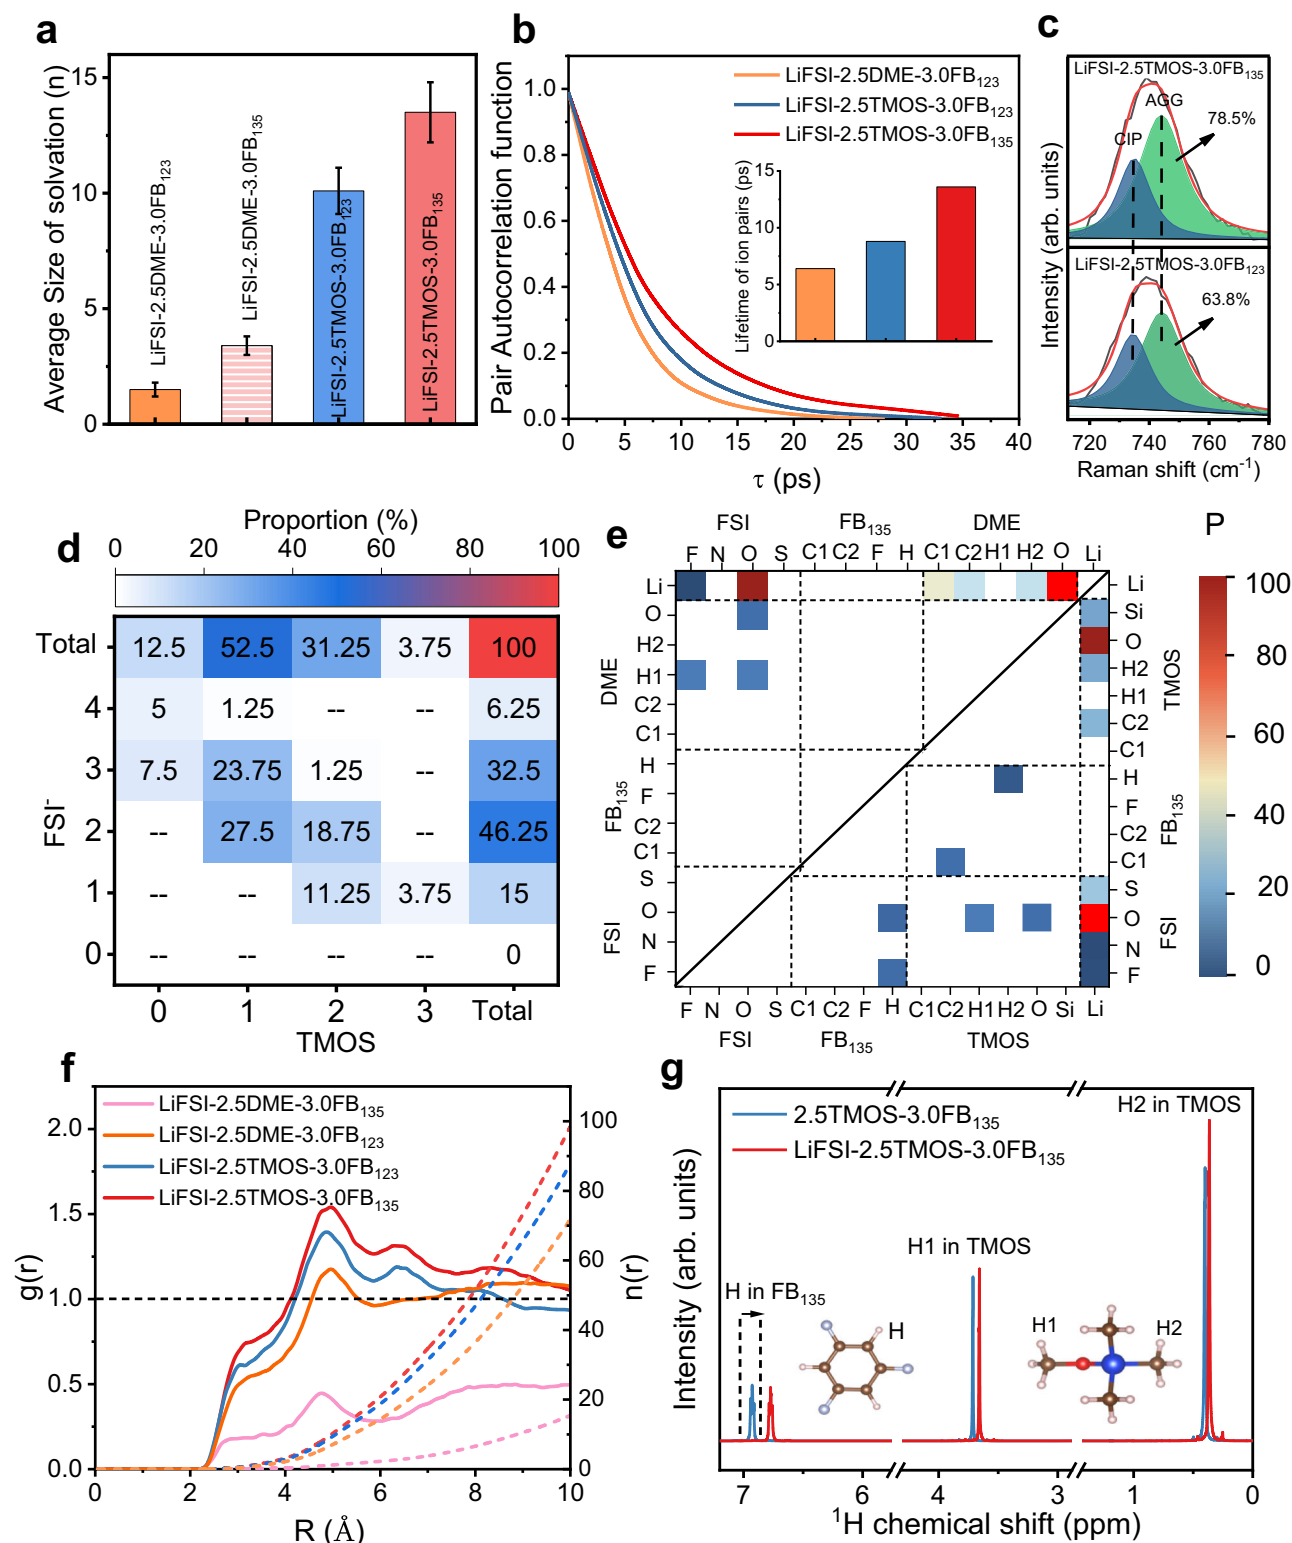 a
Average Size of solvation (n)
15
10
5
0
LiFSI-2.5DME-3.0FB123
LiFSI-2.5DME-3.0FB135
LiFSI-2.5TMOS-3.0FB123
LiFSI-2.5TMOS-3.0FB135
b
Pair Autocorrelation function
1.0
0.8
0.6
0.4
0.2
0.0
0 5 10 15 20 25 30 35 40
τ (ps)
LiFSI-2.5DME-3.0FB123
LiFSI-2.5TMOS-3.0FB123
LiFSI-2.5TMOS-3.0FB135
Lifetime of ion pairs (ps)
15
10
5
0
c
Intensity (arb. units)
LiFSI-2.5TMOS-3.0FB135
AGG
78.5%
CIP
LiFSI-2.5TMOS-3.0FB123
63.8%
720 740 760 780
Raman shift (cm-1)
d
Proportion (%)
0 20 40 60 80 100
Total 12.5 52.5 31.25 3.75 100
4 5 1.25 -- -- 6.25
3 7.5 23.75 1.25 -- 32.5
2 -- 27.5 18.75 -- 46.25
1 -- -- 11.25 3.75 15
0 -- -- -- -- 0
0 1 2 3 Total
FSI-
TMOS
e
FSI FB135 DME
F N O S C1 C2 F H C1 C2 H1 H2 O Li
Li
O
H2
H1
C2
C1
H
F
C2
C1
S
O
N
F
DME
FB135
FSI
Li
Si
O
H2
H1
C2
C1
H
F
C2
C1
S
O
N
F
TMOS
FB135
FSI
F N O S C1 C2 F H C1 C2 H1 H2 O Si Li
FSI FB135 TMOS
P
100
80
60
40
20
0
f
g(r)
2.0
1.5
1.0
0.5
0.0
LiFSI-2.5DME-3.0FB135
LiFSI-2.5DME-3.0FB123
LiFSI-2.5TMOS-3.0FB123
LiFSI-2.5TMOS-3.0FB135
100
80
60
40
20
0
n(r)
0 2 4 6 8 10
R (Å)
g
Intensity (arb. units)
2.5TMOS-3.0FB135
LiFSI-2.5TMOS-3.0FB135
H2 in TMOS
H1 in TMOS
H in FB135
H
H1
H2
7 6 4 3 1 0
1H chemical shift (ppm)